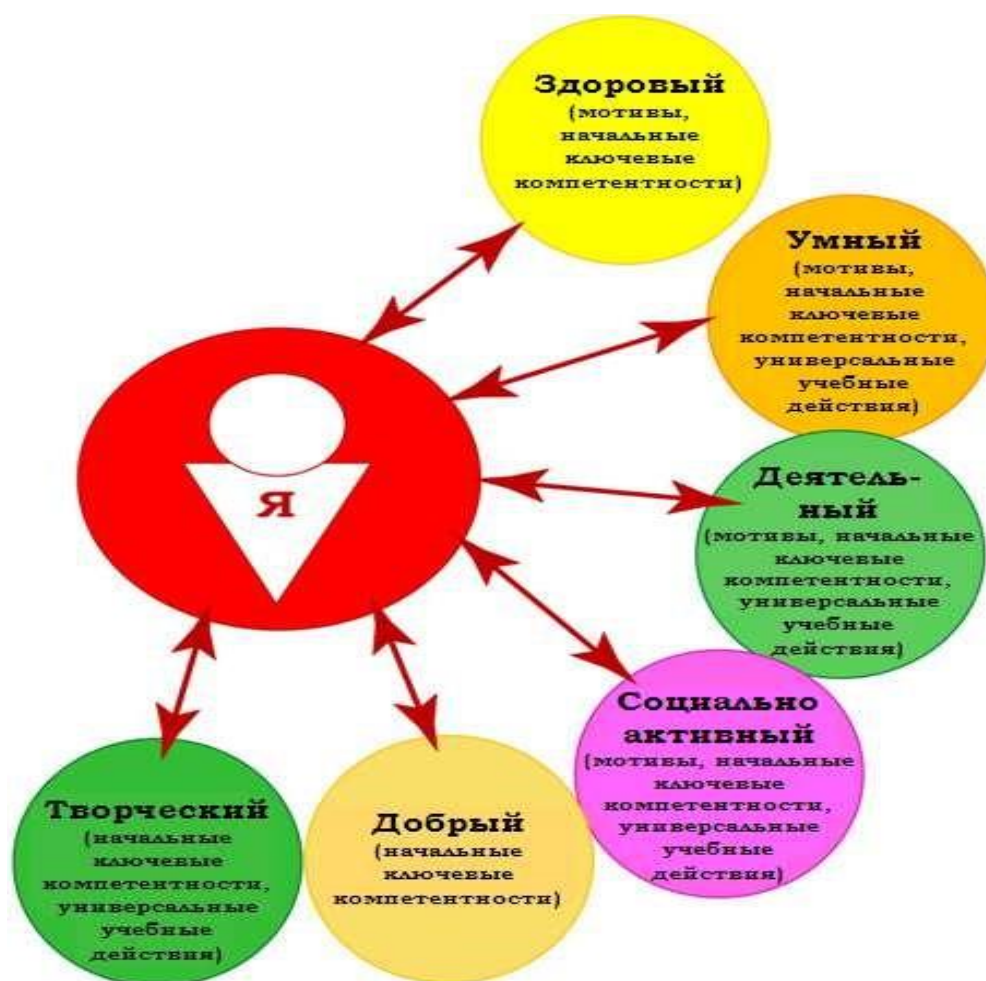 Здоровый
(мотивы,
начальные
ключевые
компетентности)
Умный
(мотивы,
начальные
ключевые
компетентности,
универсальные
учебные
действия)
Я
Деятель-
ный
(мотивы, начальные
ключевые
компетентности,
универсальные
учебные
действия)
Социально
активный
(мотивы, начальные
ключевые
компетентности,
универсальные
учебные
действия)
Добрый
(начальные
ключевые
компетентности)
Творческий
(начальные
ключевые
компетентности,
универсальные
учебные
действия)